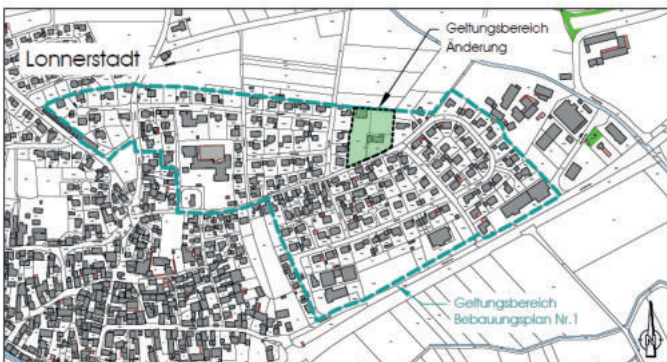 Geltungsbereich
Änderung
Lonnerstadt
Geltungsbereich
Bebauungsplan Nr.1
N